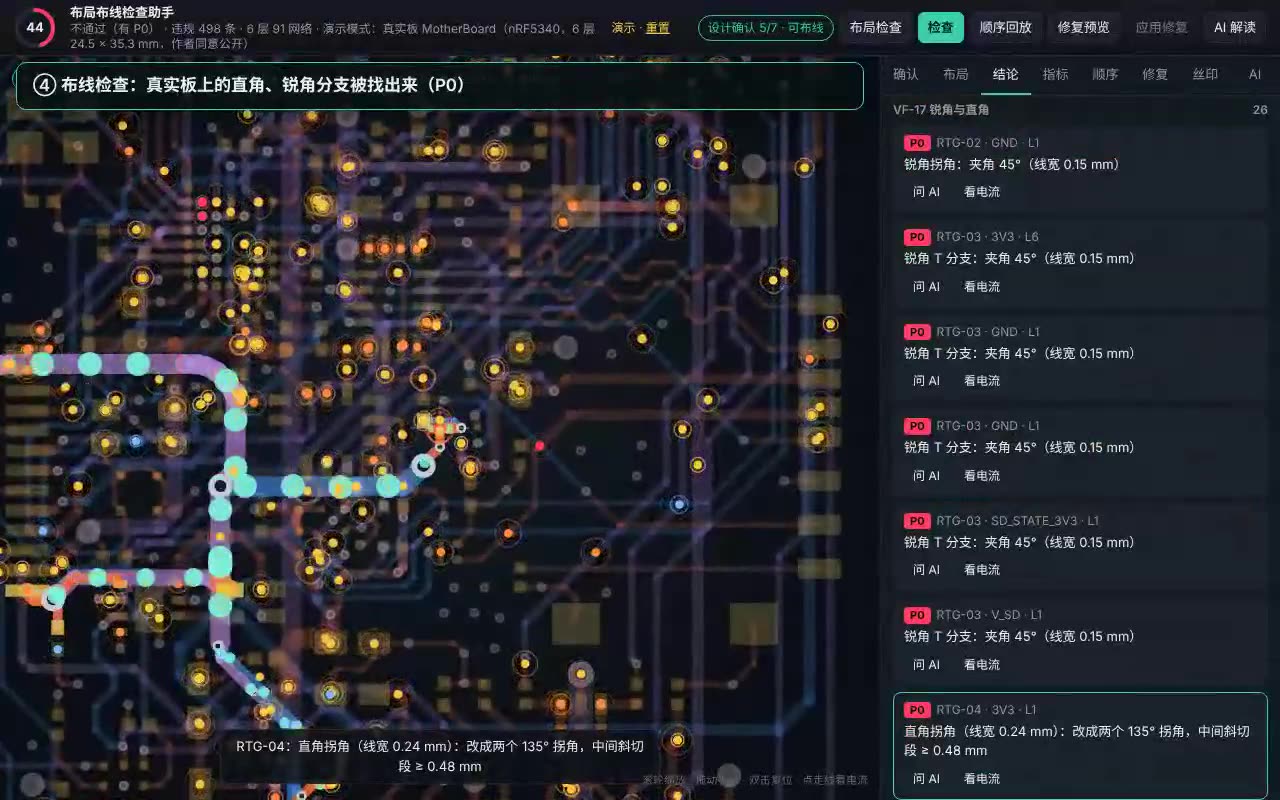 44
布局布线检查助手
不通过（有 P0） · 违规 498 条 · 6 层 91 网络 · 演示模式：真实板 MotherBoard（nRF5340，6 层
24.5 × 35.3 mm，作者同意公开）
演示 · 重置
设计确认 5/7 · 可布线
布局检查
检查
顺序回放
修复预览
应用修复
AI 解读
④ 布线检查：真实板上的直角、锐角分支被找出来（P0）
确认
布局
结论
指标
顺序
修复
丝印
AI
VF-17 锐角与直角
26
P0 RTG-02 · GND · L1
锐角拐角：夹角 45°（线宽 0.15 mm）
问 AI 看电流
P0 RTG-03 · 3V3 · L6
锐角 T 分支：夹角 45°（线宽 0.15 mm）
问 AI 看电流
P0 RTG-03 · GND · L1
锐角 T 分支：夹角 45°（线宽 0.15 mm）
问 AI 看电流
P0 RTG-03 · GND · L1
锐角 T 分支：夹角 45°（线宽 0.15 mm）
问 AI 看电流
P0 RTG-03 · SD_STATE_3V3 · L1
锐角 T 分支：夹角 45°（线宽 0.15 mm）
问 AI 看电流
P0 RTG-03 · V_SD · L1
锐角 T 分支：夹角 45°（线宽 0.15 mm）
问 AI 看电流
P0 RTG-04 · 3V3 · L1
直角拐角（线宽 0.24 mm）：改成两个 135° 拐角，中间斜切
段 ≥ 0.48 mm
问 AI 看电流
RTG-04：直角拐角（线宽 0.24 mm）：改成两个 135° 拐角，中间斜切
段 ≥ 0.48 mm
滚轮缩放 · 拖动 · 双击复位 · 点走线看电流